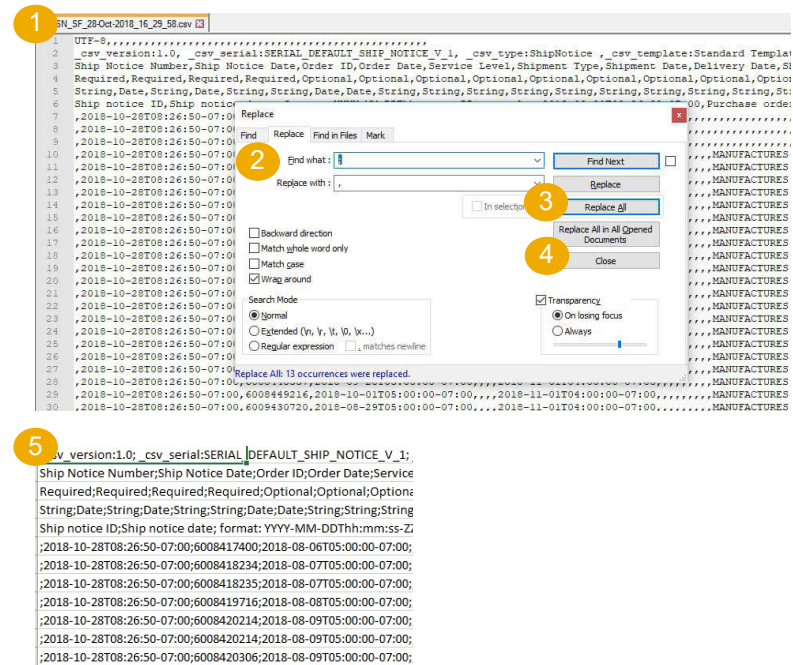 1
SN_SF_28-Oct-2018_16_29_58.csv
1 UTF-8,,,,,,,,,,,,,,,,,,,,,,,,,,,,,,,,,,,,,,,,,,,,,,
2 _csv_version:1.0, _csv_serial:SERIAL_DEFAULT_SHIP_NOTICE_V_1, _csv_type:ShipNotice ,_csv_template:Standard Templat
3 Ship Notice Number,Ship Notice Date,Order ID,Order Date,Service Level,Shipment Type,Shipment Date,Delivery Date,Sh
4 Required,Required,Required,Required,Optional,Optional,Optional,Optional,Optional,Optional,Optional,Optional,Option
5 String,Date,String,Date,String,String,Date,Date,String,String,String,String,String,String,String,String,String,Str
6 Ship notice ID,Ship notice 00,Purchase order
7 ,2018-10-28T08:26:50-07:00
8 ,2018-10-28T08:26:50-07:00
9 ,2018-10-28T08:26:50-07:00
10 ,2018-10-28T08:26:50-07:00 ,,,,MANUFACTURES
11 ,2018-10-28T08:26:50-07:00 ,,,,MANUFACTURES
12 ,2018-10-28T08:26:50-07:00 ,,,,MANUFACTURES
13 ,2018-10-28T08:26:50-07:00 ,,,,MANUFACTURES
14 ,2018-10-28T08:26:50-07:00 ,,,,MANUFACTURES
15 ,2018-10-28T08:26:50-07:00 ,,,,MANUFACTURES
16 ,2018-10-28T08:26:50-07:00 ,,,,MANUFACTURES
17 ,2018-10-28T08:26:50-07:00 ,,,,MANUFACTURES
18 ,2018-10-28T08:26:50-07:00 ,,,,MANUFACTURES
19 ,2018-10-28T08:26:50-07:00 ,,,,MANUFACTURES
20 ,2018-10-28T08:26:50-07:00 ,,,,MANUFACTURES
21 ,2018-10-28T08:26:50-07:00 ,,,,MANUFACTURES
22 ,2018-10-28T08:26:50-07:00 ,,,,MANUFACTURES
23 ,2018-10-28T08:26:50-07:00 ,,,,MANUFACTURES
24 ,2018-10-28T08:26:50-07:00 ,,,,MANUFACTURES
25 ,2018-10-28T08:26:50-07:00 ,,,,MANUFACTURES
26 ,2018-10-28T08:26:50-07:00 ,,,,MANUFACTURES
27 ,2018-10-28T08:26:50-07:00 ,,,,MANUFACTURES
28 ,2018-10-28T08:26:50-07:00 ,,,,MANUFACTURES
29 ,2018-10-28T08:26:50-07:00,6008449216,2018-10-01T05:00:00-07:00,,,,2018-11-01T04:00:00-07:00,,,,,,,,MANUFACTURES
30 ,2018-10-28T08:26:50-07:00,6009430720,2018-08-29T05:00:00-07:00,,,,2018-11-01T04:00:00-07:00,,,,,,,,MANUFACTURES
Replace
x
Find Replace Find in Files Mark
2
Find what : ;
Find Next
Replace with : ,
Replace
In selection
3
Replace All
Replace All in All Opened
Documents
4
Close
Backward direction
Match whole word only
Match case
Wrap around
Search Mode
Normal
Extended (\n, \r, \t, \0, \x...)
Regular expression . matches newline
Transparency
On losing focus
Always
Replace All: 13 occurrences were replaced.
5
sv_version:1.0; _csv_serial:SERIAL_DEFAULT_SHIP_NOTICE_V_1;
Ship Notice Number;Ship Notice Date;Order ID;Order Date;Service
Required;Required;Required;Required;Optional;Optional;Optiona
String;Date;String;Date;String;String;Date;Date;String;String;String
Ship notice ID;Ship notice date; format: YYYY-MM-DDThh:mm:ss-ZZ
;2018-10-28T08:26:50-07:00;6008417400;2018-08-06T05:00:00-07:00;
;2018-10-28T08:26:50-07:00;6008418234;2018-08-07T05:00:00-07:00;
;2018-10-28T08:26:50-07:00;6008418235;2018-08-07T05:00:00-07:00;
;2018-10-28T08:26:50-07:00;6008419716;2018-08-08T05:00:00-07:00;
;2018-10-28T08:26:50-07:00;6008420214;2018-08-09T05:00:00-07:00;
;2018-10-28T08:26:50-07:00;6008420214;2018-08-09T05:00:00-07:00;
;2018-10-28T08:26:50-07:00;6008420306;2018-08-09T05:00:00-07:00;